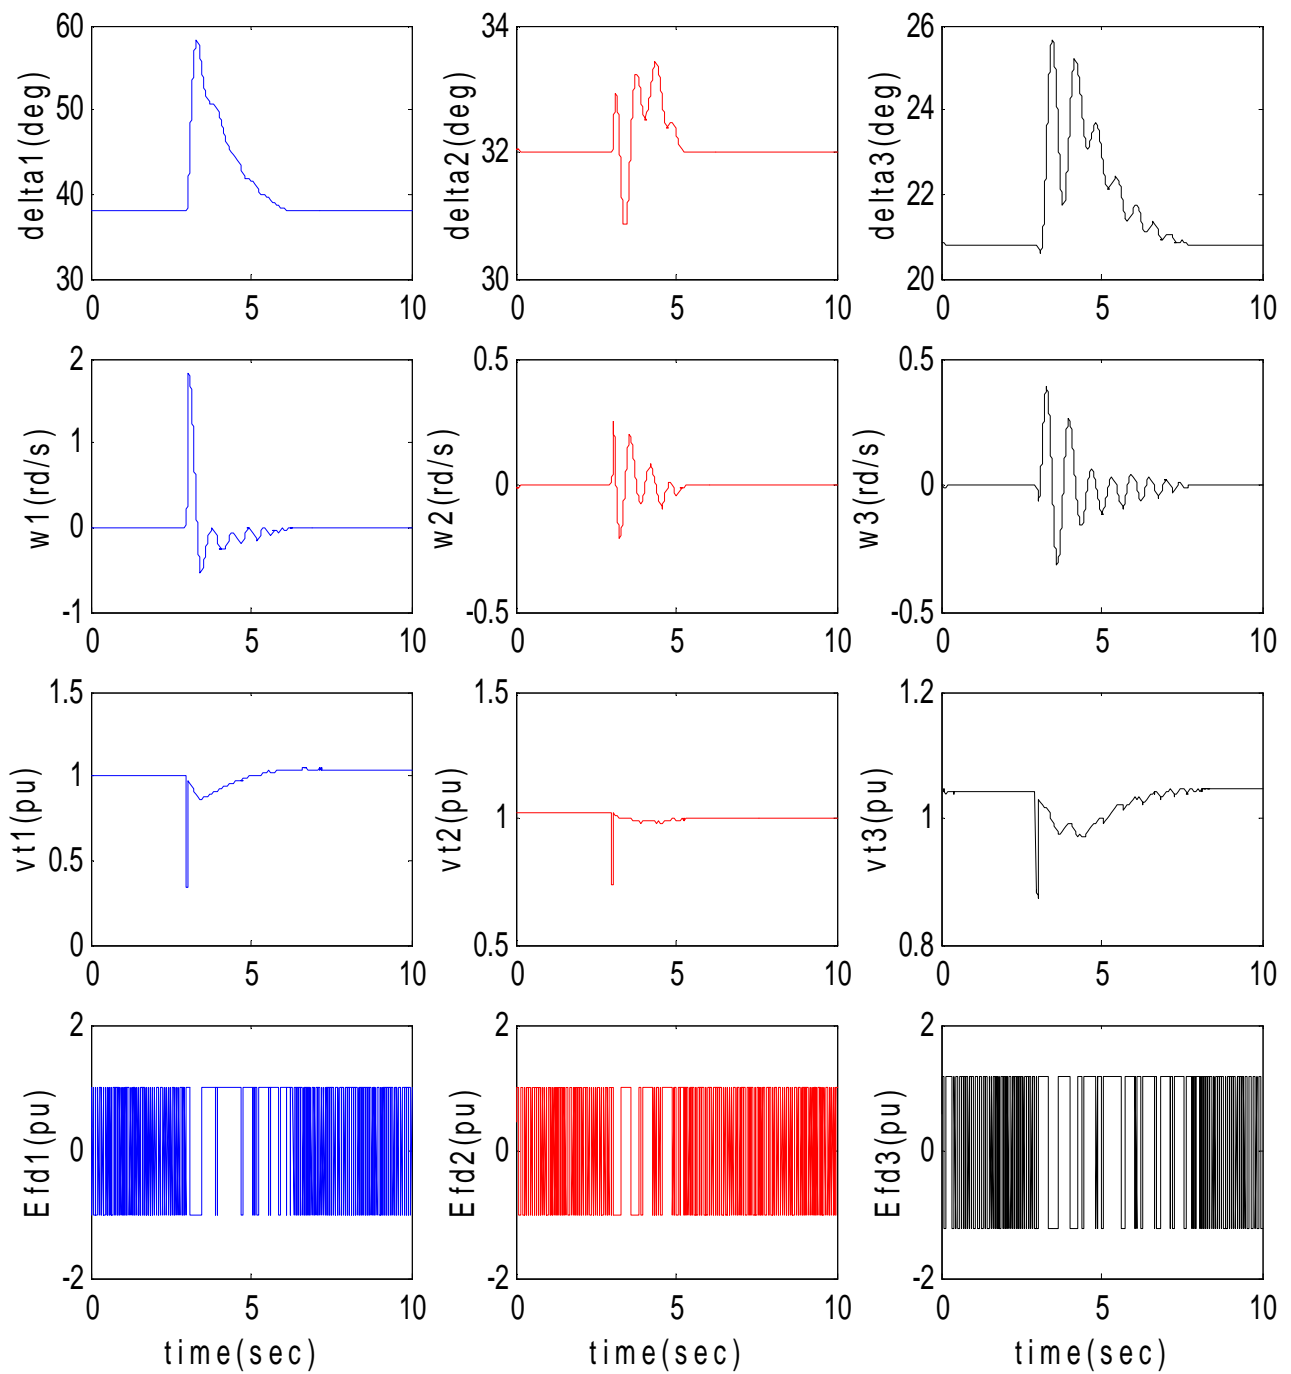 60
50
40
30
delta1(deg)
0 5 10
34
32
30
delta2(deg)
0 5 10
26
24
22
20
delta3(deg)
0 5 10
2
1
0
-1
w1(rd/s)
0 5 10
0.5
0
-0.5
w2(rd/s)
0 5 10
0.5
0
-0.5
w3(rd/s)
0 5 10
1.5
1
0.5
0
vt1(pu)
0 5 10
1.5
1
0.5
vt2(pu)
0 5 10
1.2
1
0.8
vt3(pu)
0 5 10
2
0
-2
Efd1(pu)
0 5 10
time(sec)
2
0
-2
Efd2(pu)
0 5 10
time(sec)
2
0
-2
Efd3(pu)
0 5 10
time(sec)